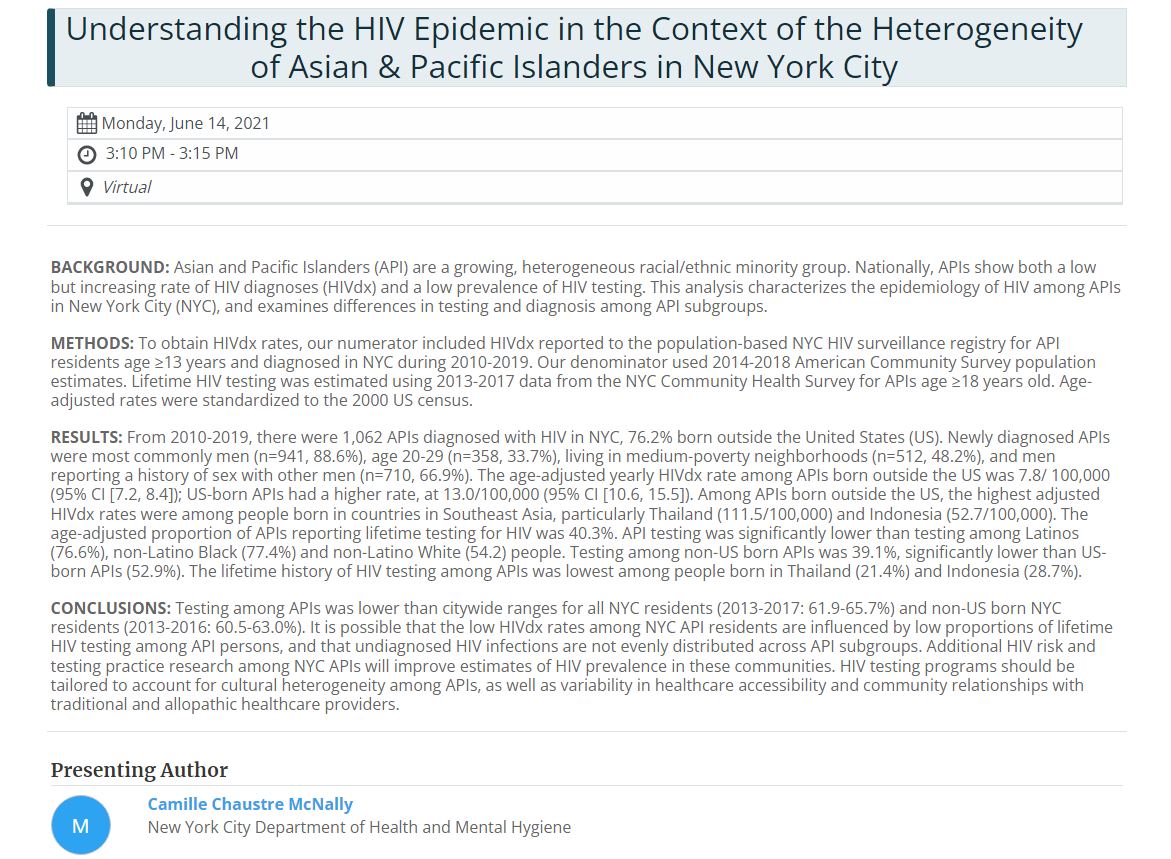 Understanding the HIV Epidemic in the Context of the Heterogeneity
of Asian & Pacific Islanders in New York City
Monday, June 14, 2021
3:10 PM - 3:15 PM
Virtual
BACKGROUND: Asian and Pacific Islanders (API) are a growing, heterogeneous racial/ethnic minority group. Nationally, APIs show both a low
but increasing rate of HIV diagnoses (HIVdx) and a low prevalence of HIV testing. This analysis characterizes the epidemiology of HIV among APIs
in New York City (NYC), and examines differences in testing and diagnosis among API subgroups.
METHODS: To obtain HIVdx rates, our numerator included HIVdx reported to the population-based NYC HIV surveillance registry for API
residents age ≥13 years and diagnosed in NYC during 2010-2019. Our denominator used 2014-2018 American Community Survey population
estimates. Lifetime HIV testing was estimated using 2013-2017 data from the NYC Community Health Survey for APIs age ≥18 years old. Age-
adjusted rates were standardized to the 2000 US census.
RESULTS: From 2010-2019, there were 1,062 APIs diagnosed with HIV in NYC, 76.2% born outside the United States (US). Newly diagnosed APIs
were most commonly men (n=941, 88.6%), age 20-29 (n=358, 33.7%), living in medium-poverty neighborhoods (n=512, 48.2%), and men
reporting a history of sex with other men (n=710, 66.9%). The age-adjusted yearly HIVdx rate among APIs born outside the US was 7.8/ 100,000
(95% CI [7.2, 8.4]); US-born APIs had a higher rate, at 13.0/100,000 (95% CI [10.6, 15.5]). Among APIs born outside the US, the highest adjusted
HIVdx rates were among people born in countries in Southeast Asia, particularly Thailand (111.5/100,000) and Indonesia (52.7/100,000). The
age-adjusted proportion of APIs reporting lifetime testing for HIV was 40.3%. API testing was significantly lower than testing among Latinos
(76.6%), non-Latino Black (77.4%) and non-Latino White (54.2) people. Testing among non-US born APIs was 39.1%, significantly lower than US-
born APIs (52.9%). The lifetime history of HIV testing among APIs was lowest among people born in Thailand (21.4%) and Indonesia (28.7%).
CONCLUSIONS: Testing among APIs was lower than citywide ranges for all NYC residents (2013-2017: 61.9-65.7%) and non-US born NYC
residents (2013-2016: 60.5-63.0%). It is possible that the low HIVdx rates among NYC API residents are influenced by low proportions of lifetime
HIV testing among API persons, and that undiagnosed HIV infections are not evenly distributed across API subgroups. Additional HIV risk and
testing practice research among NYC APIs will improve estimates of HIV prevalence in these communities. HIV testing programs should be
tailored to account for cultural heterogeneity among APIs, as well as variability in healthcare accessibility and community relationships with
traditional and allopathic healthcare providers.
Presenting Author
M
Camille Chaustre McNally
New York City Department of Health and Mental Hygiene